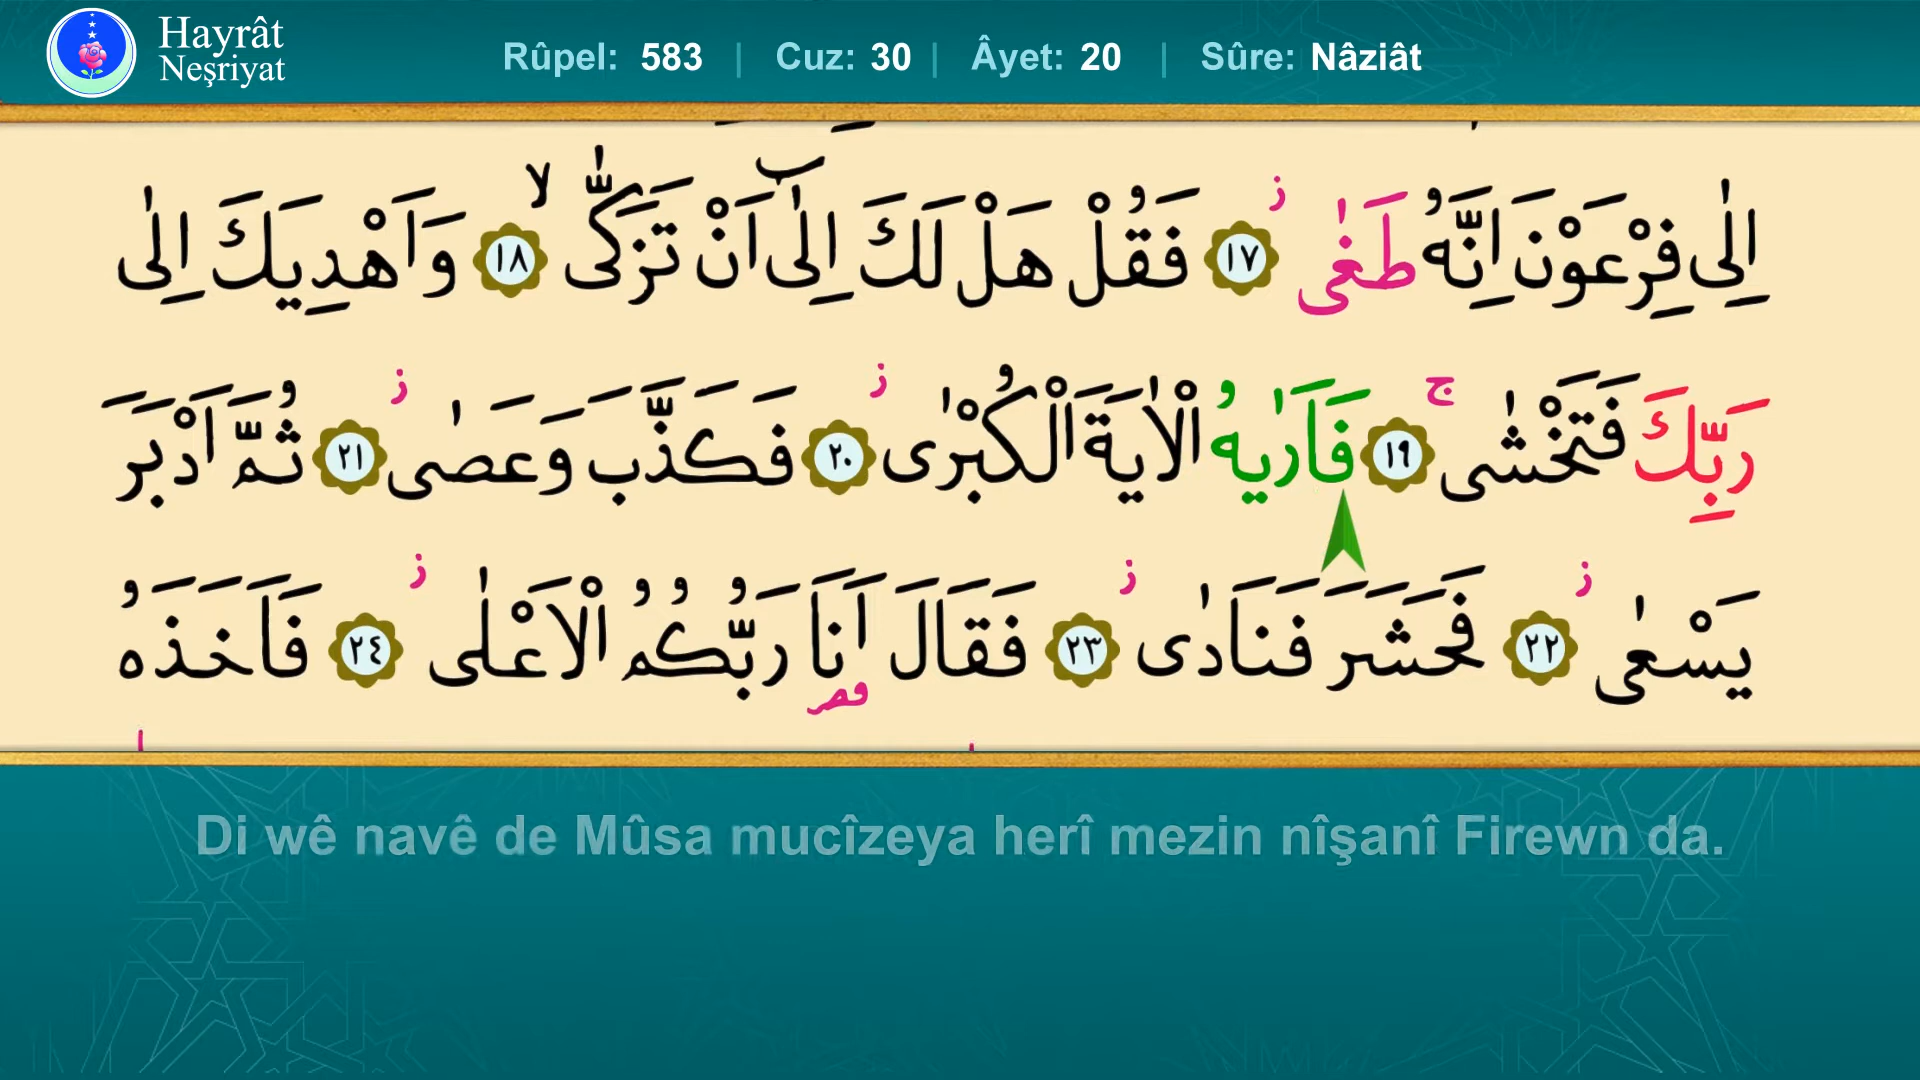 Hayrât
Neşriyat
Rûpel: 583 | Cuz: 30 | Âyet: 20 | Sûre: Nâziât
اِلٰى فِرْعَوْنَ اِنَّهُ طَغٰىۘ ز ﴿١٧﴾ فَقُلْ هَلْ لَكَ اِلٰٓى اَنْ تَزَكّٰىۙ ﴿١٨﴾ وَاَهْدِيَكَ اِلٰى
رَبِّكَ فَتَخْشٰىۚ ﴿١٩﴾ فَاَرٰيهُ الْاٰيَةَ الْكُبْرٰى ز ﴿٢٠﴾ فَكَذَّبَ وَعَصٰى ز ﴿٢١﴾ ثُمَّ اَدْبَرَ
يَسْعٰى ز ﴿٢٢﴾ فَحَشَرَ فَنَادٰى ز ﴿٢٣﴾ فَقَالَ اَنَا۬ قصر رَبُّكُمُ الْاَعْلٰى ز ﴿٢٤﴾ فَاَخَذَهُ
Di wê navê de Mûsa mucîzeya herî mezin nîşanî Firewn da.